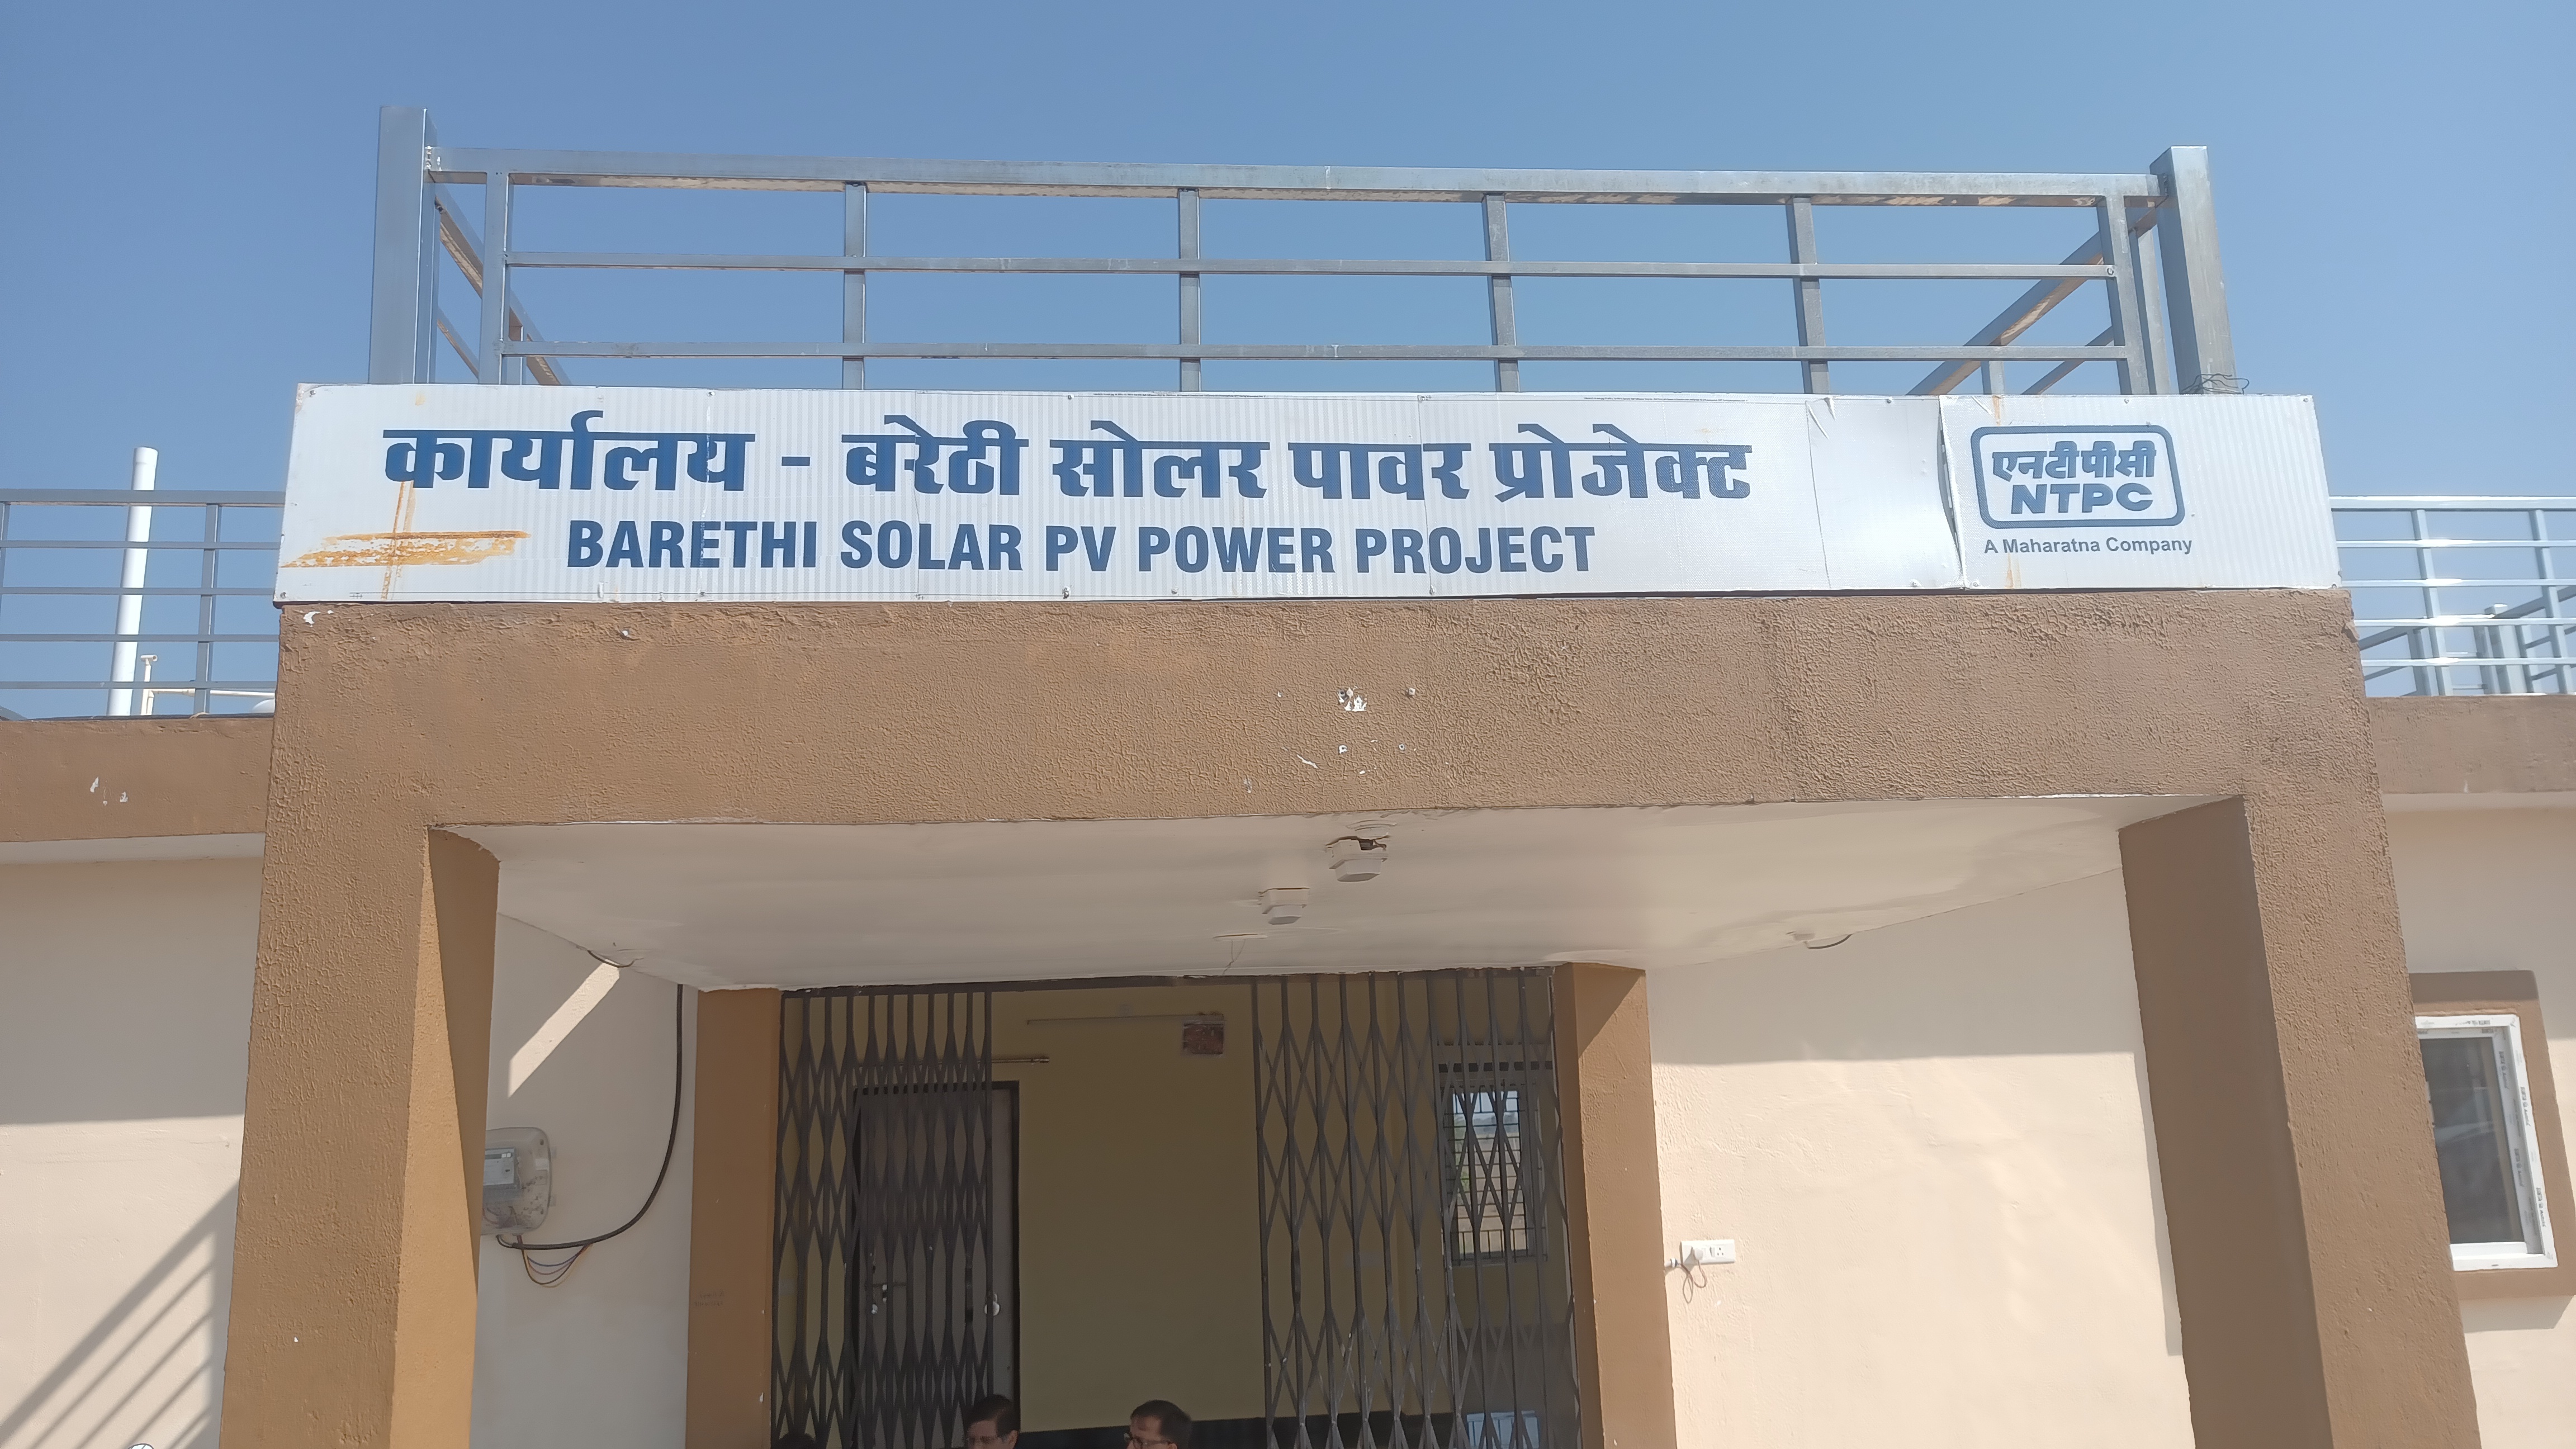 कार्यालय - बरेठी सोलर पावर प्रोजेक्ट
BARETHI SOLAR PV POWER PROJECT
एनटीपीसी
NTPC
A Maharatna Company